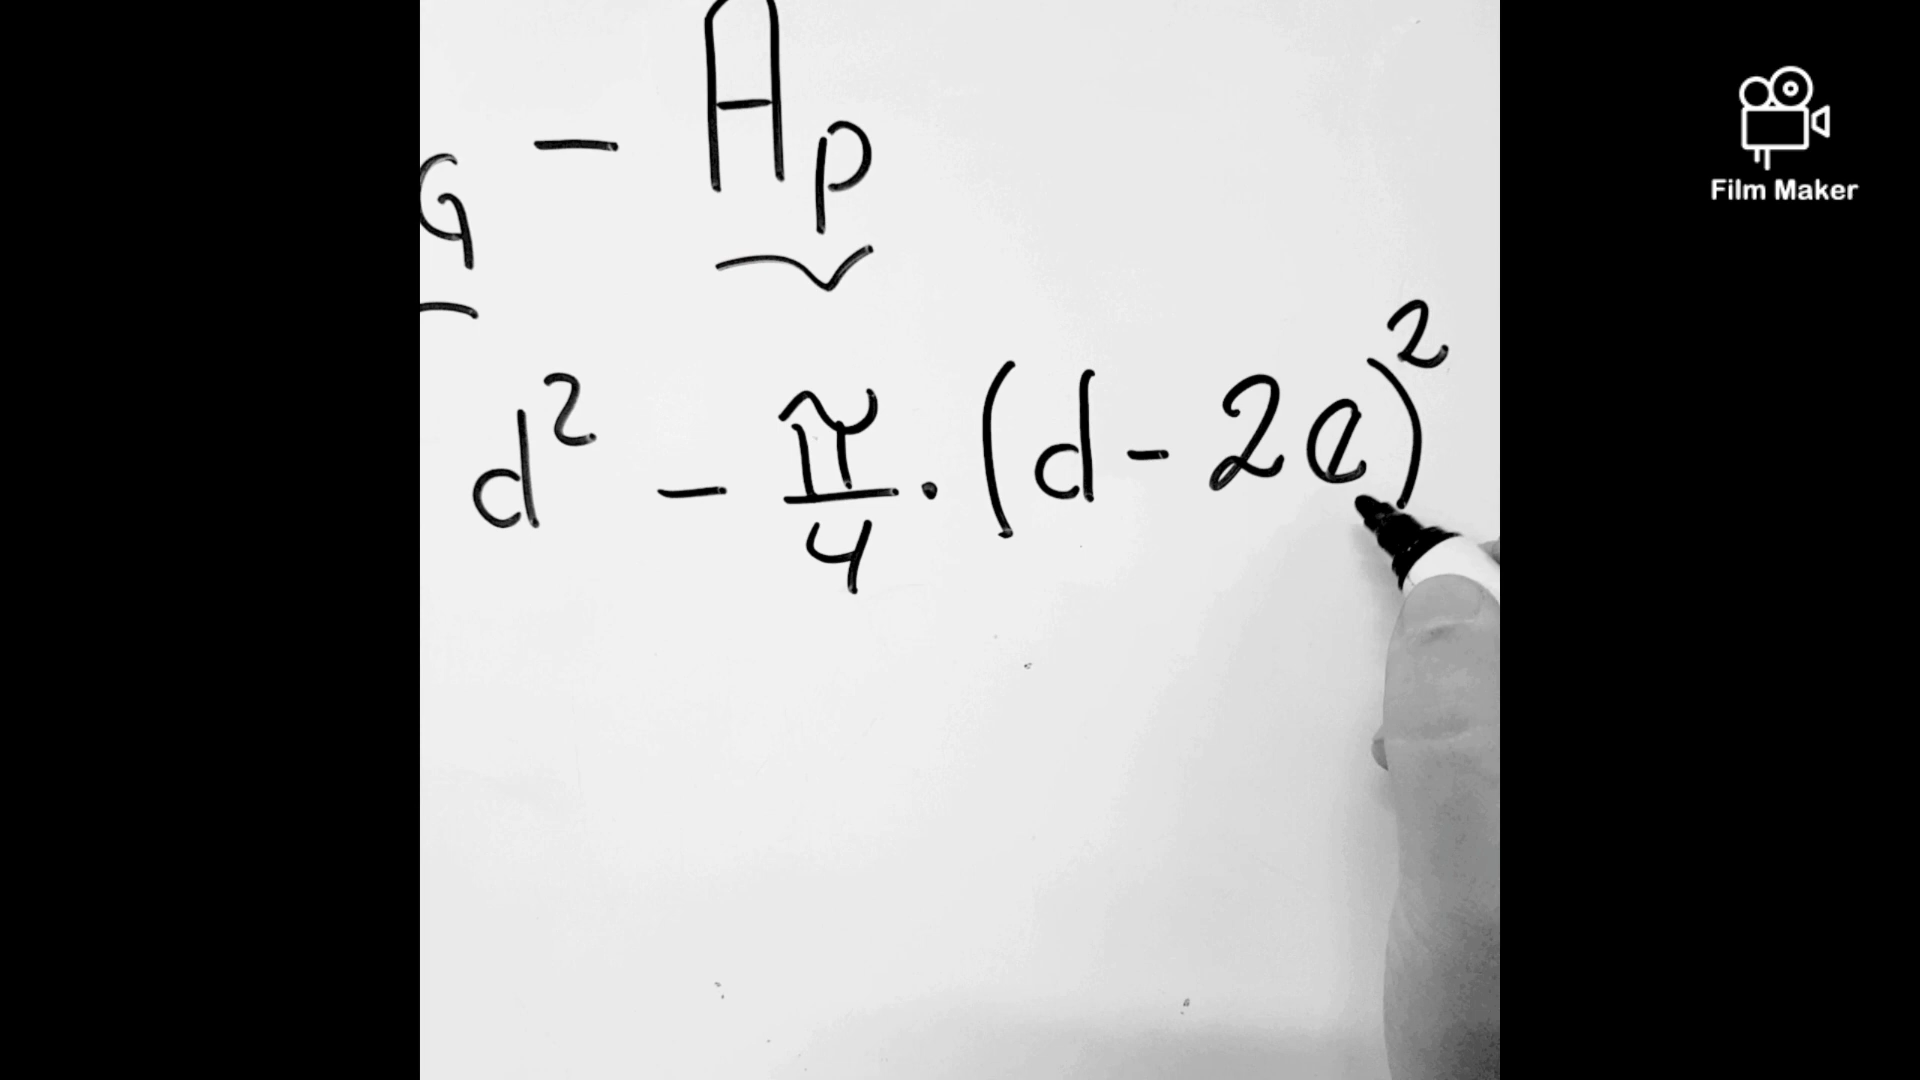 G - Ap
d² - π/4 · (d - 2e)²
Film Maker